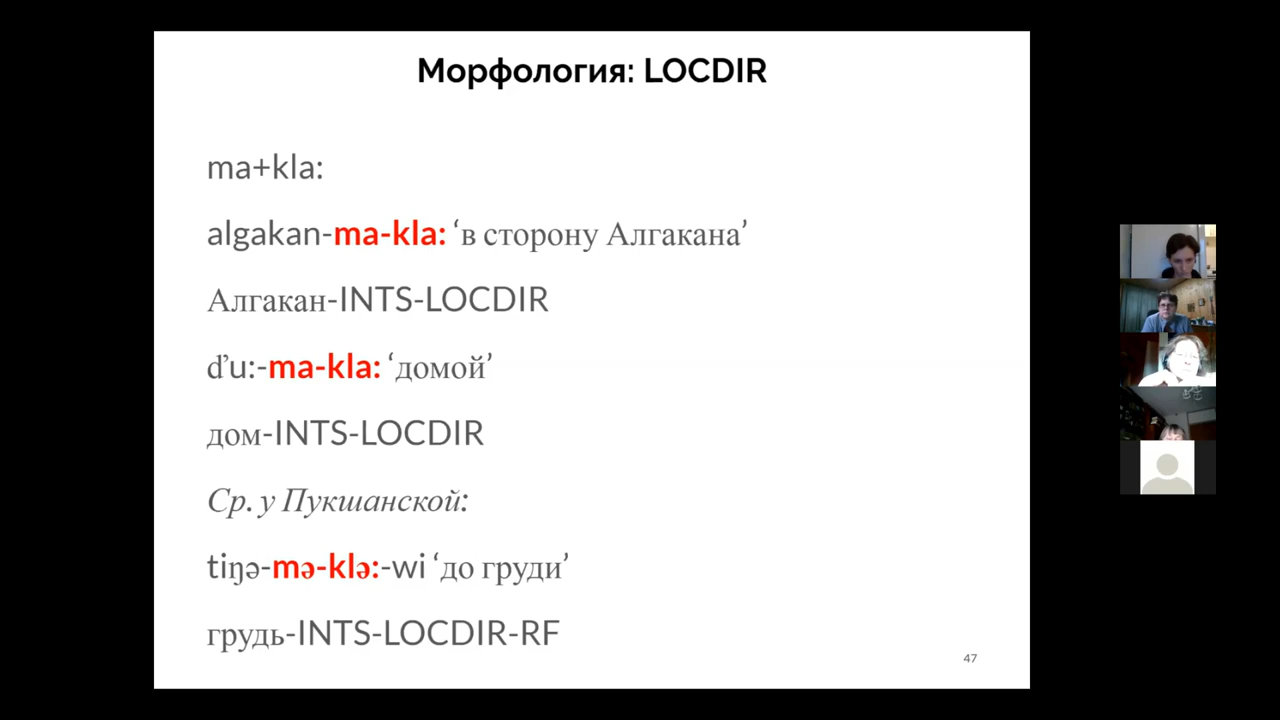 Морфология: LOCDIR
ma+kla:
algakan-ma-kla: ‘в сторону Алгакана’
Алгакан-INTS-LOCDIR
ďu:-ma-kla: ‘домой’
дом-INTS-LOCDIR
Ср. у Пукшанской:
tiŋə-mə-klə:-wi ‘до груди’
грудь-INTS-LOCDIR-RF
47